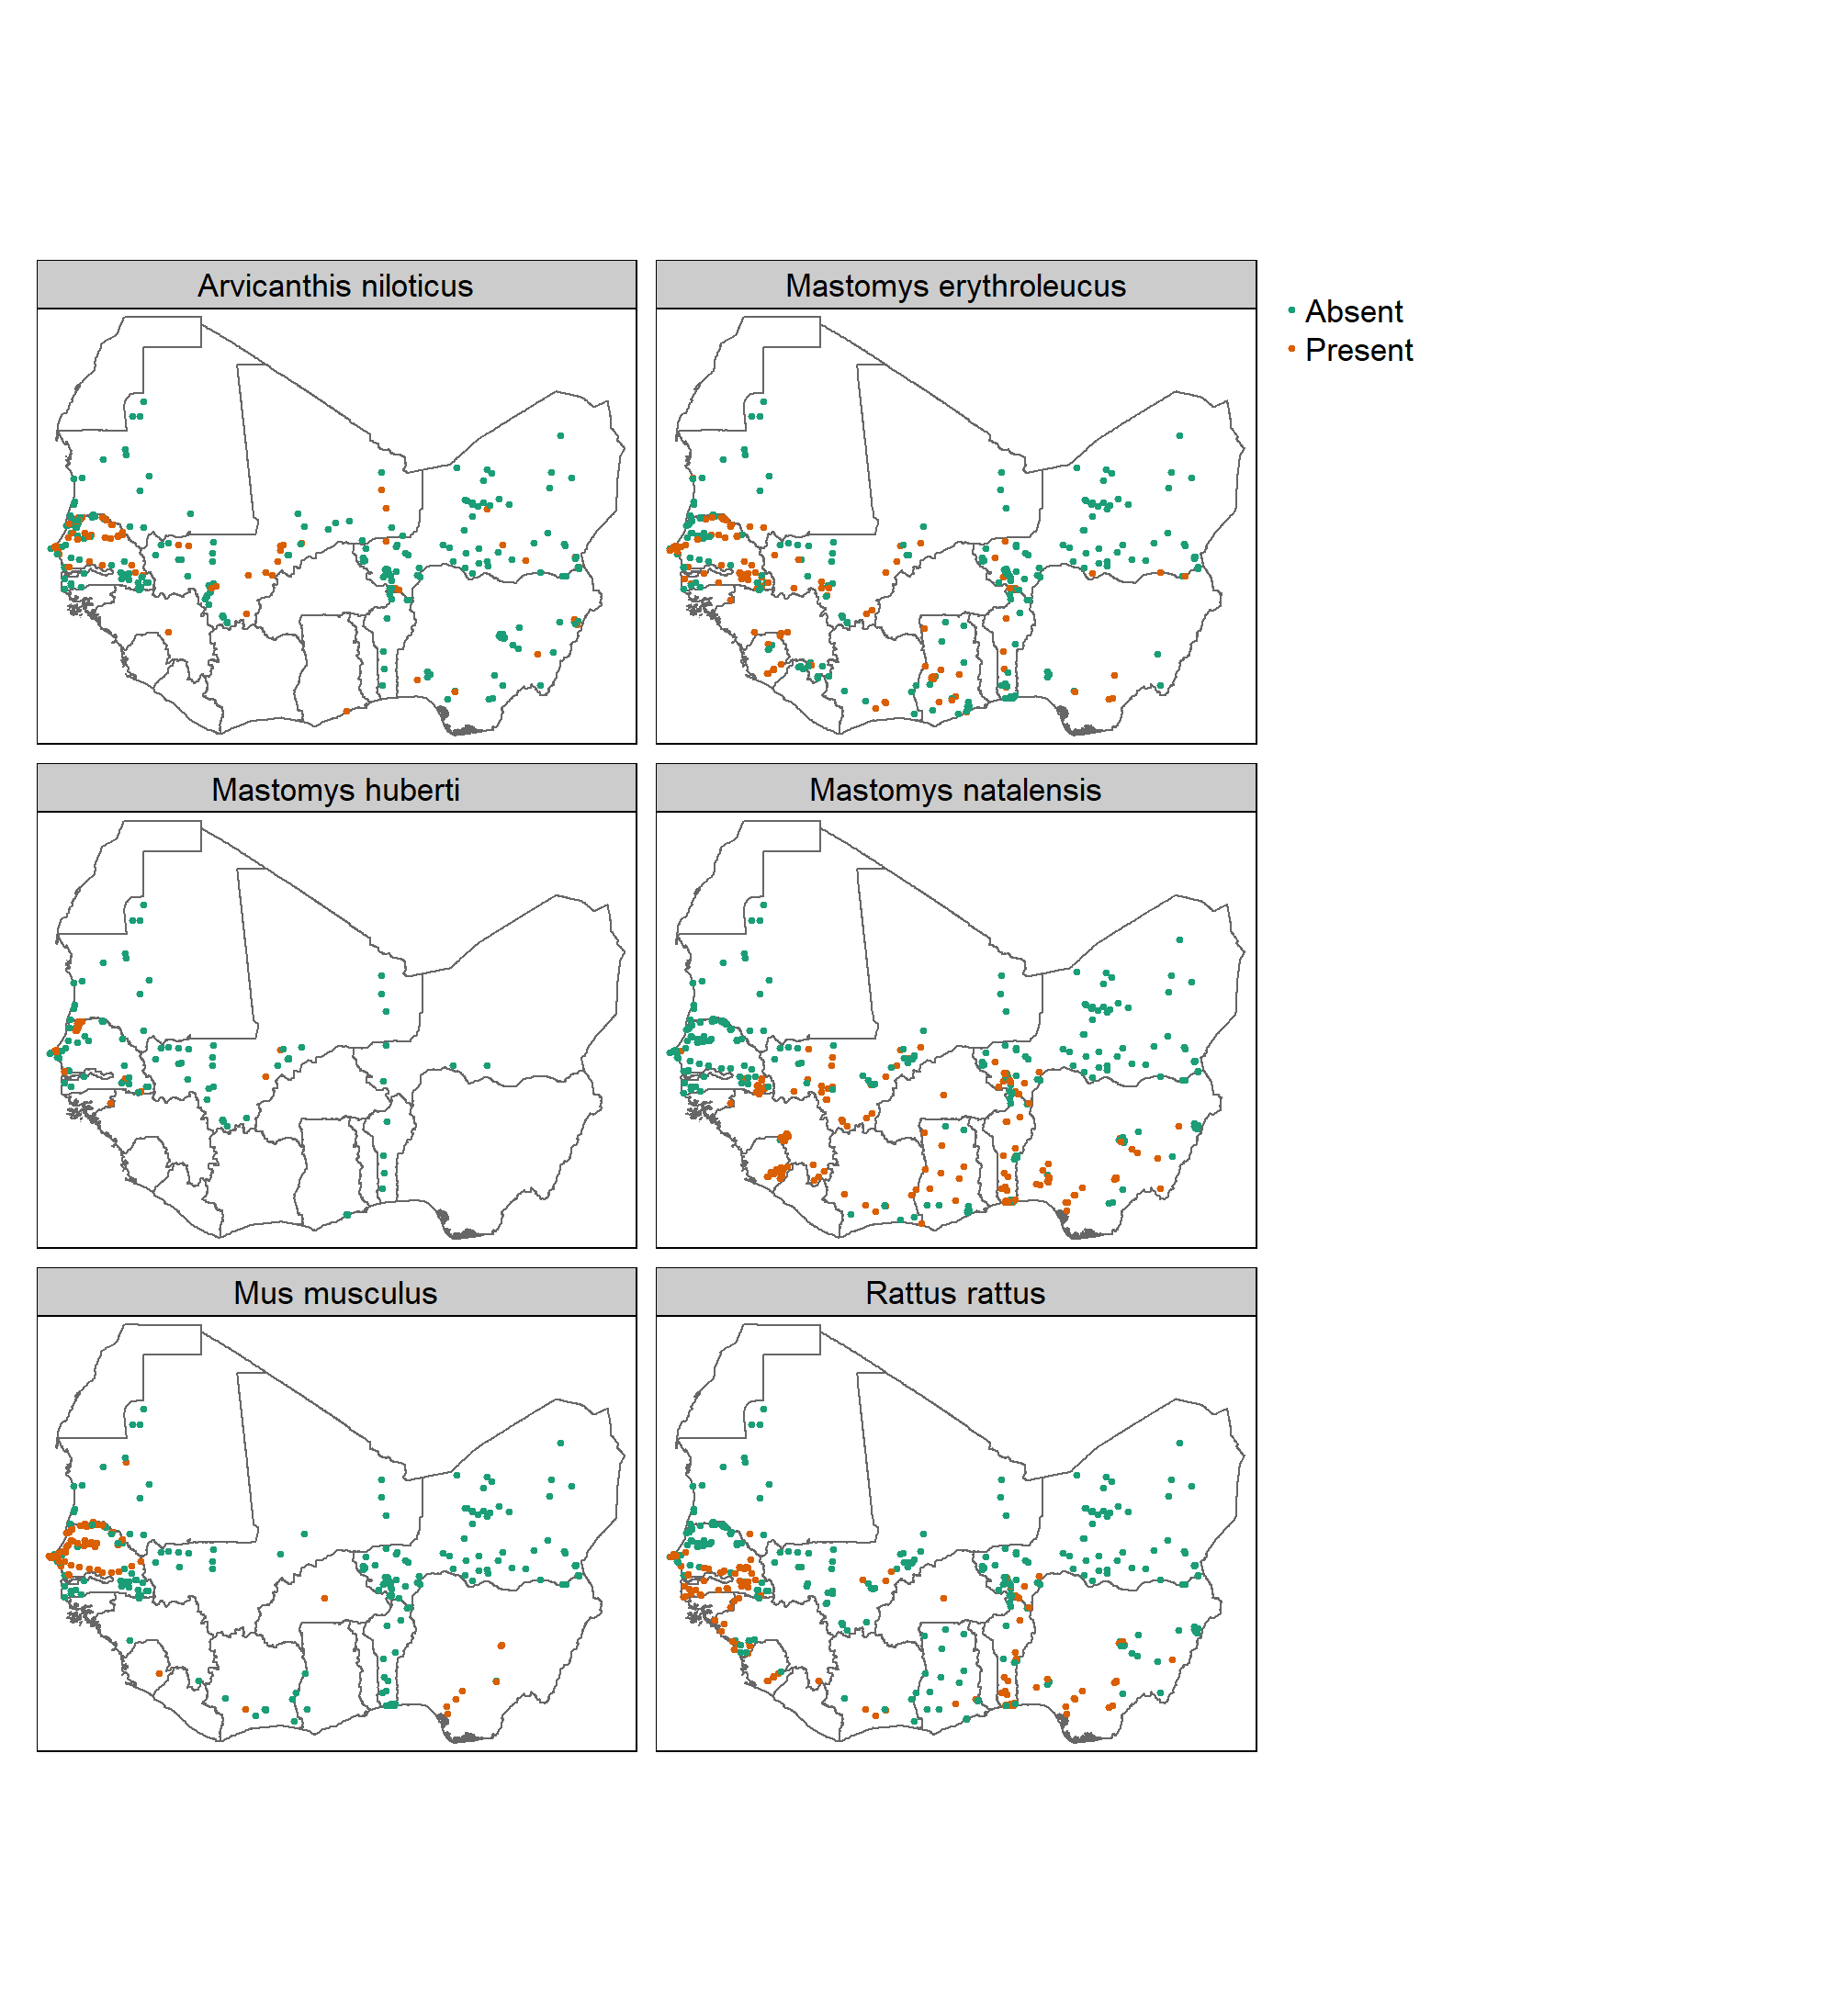 Arvicanthis niloticus
Mastomys erythroleucus
Absent
Present
Mastomys huberti
Mastomys natalensis
Mus musculus
Rattus rattus